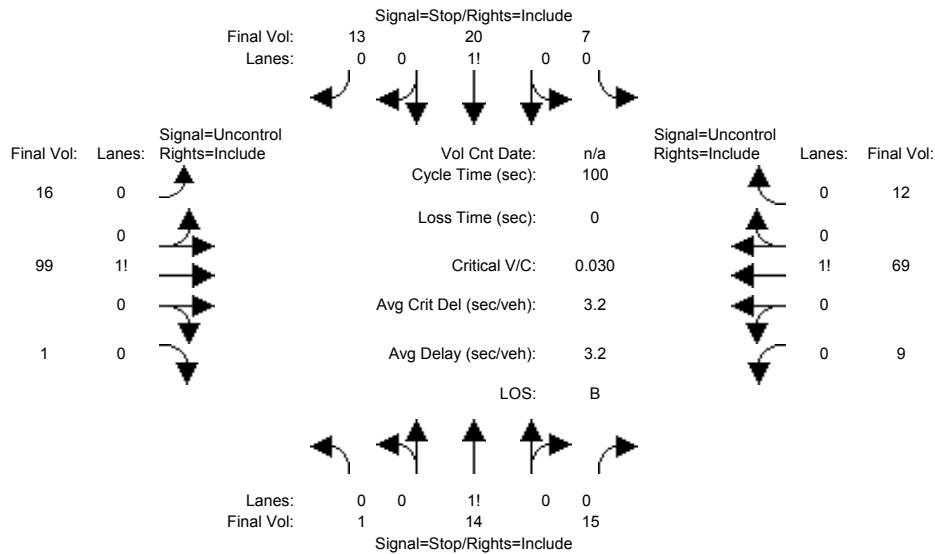 Signal=Stop/Rights=Include
Final Vol: 13 20 7
Lanes: 0 0 1! 0 0
Signal=Uncontrol Signal=Uncontrol
Final Vol: Lanes: Rights=Include Vol Cnt Date: n/a Rights=Include Lanes: Final Vol:
Cycle Time (sec): 100
16 0 0 12
Loss Time (sec): 0
0 0
99 1! Critical V/C: 0.030 1! 69
0 Avg Crit Del (sec/veh): 3.2 0
1 0 Avg Delay (sec/veh): 3.2 0 9
LOS: B
Lanes: 0 0 1! 0 0
Final Vol: 1 14 15
Signal=Stop/Rights=Include